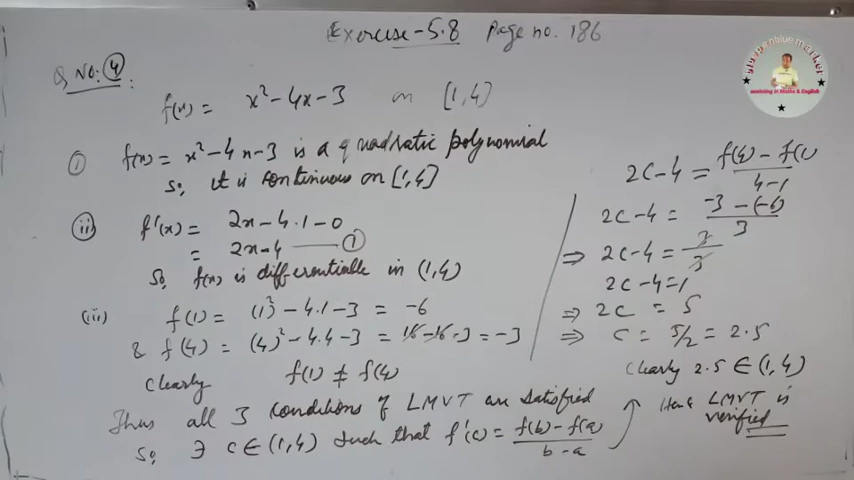 Exercise-5.8 Page no. 186
Q No: (4)
f(x) = x² - 4x - 3 on [1,4]
(i) f(x) = x² - 4x - 3 is a quadratic polynomial
So, it is continuous on [1,4]
(ii) f'(x) = 2x - 4·1 - 0
= 2x - 4 —— (1)
So, f(x) is differentiable in (1,4)
(iii) f(1) = (1)² - 4·1 - 3 = -6
& f(4) = (4)² - 4·4 - 3 = 16 - 16 - 3 = -3
Clearly f(1) ≠ f(4)
Thus all 3 conditions of LMVT are satisfied
So, ∃ c ∈ (1,4) such that f'(c) = f(b) - f(a) / b - a
2c - 4 = f(4) - f(1) / 4 - 1
2c - 4 = -3 - (-6) / 3
⇒ 2c - 4 = 3 / 3
2c - 4 = 1
⇒ 2c = 5
⇒ c = 5/2 = 2.5
Clearly 2.5 ∈ (1,4)
Hence LMVT is
verified